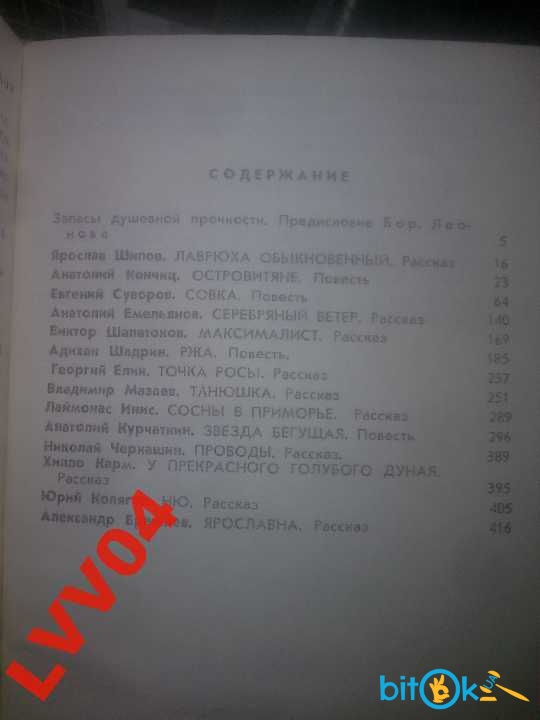 СОДЕРЖАНИЕ
Запасы душевной прочности. Предисловие Бор. Лео-
нова 5
Ярослав Шипов. ЛАВРЮХА ОБЫКНОВЕННЫЙ. Рассказ 16
Анатолий Кончиц. ОСТРОВИТЯНЕ. Повесть 23
Евгений Суворов. СОВКА. Повесть 64
Анатолий Емельянов. СЕРЕБРЯНЫЙ ВЕТЕР. Рассказ 140
Виктор Шапатоков. МАКСИМАЛИСТ. Рассказ 169
Адихан Шадрин. РЖА. Повесть. 185
Георгий Елин. ТОЧКА РОСЫ. Рассказ 237
Владимир Мазаев. ТАНЮШКА. Рассказ 251
Лаймонас Инис. СОСНЫ В ПРИМОРЬЕ. Рассказ 289
Анатолий Курчаткин. ЗВЕЗДА БЕГУЩАЯ. Повесть 296
Николай Черкашин. ПРОВОДЫ. Рассказ. 389
У ПРЕКРАСНОГО ГОЛУБОГО ДУНАЯ.
Рассказ 395
Юрий НЮ. Рассказ 405
Александр ЯРОСЛАВНА. Рассказ 416
LVV04
bitOk.UA